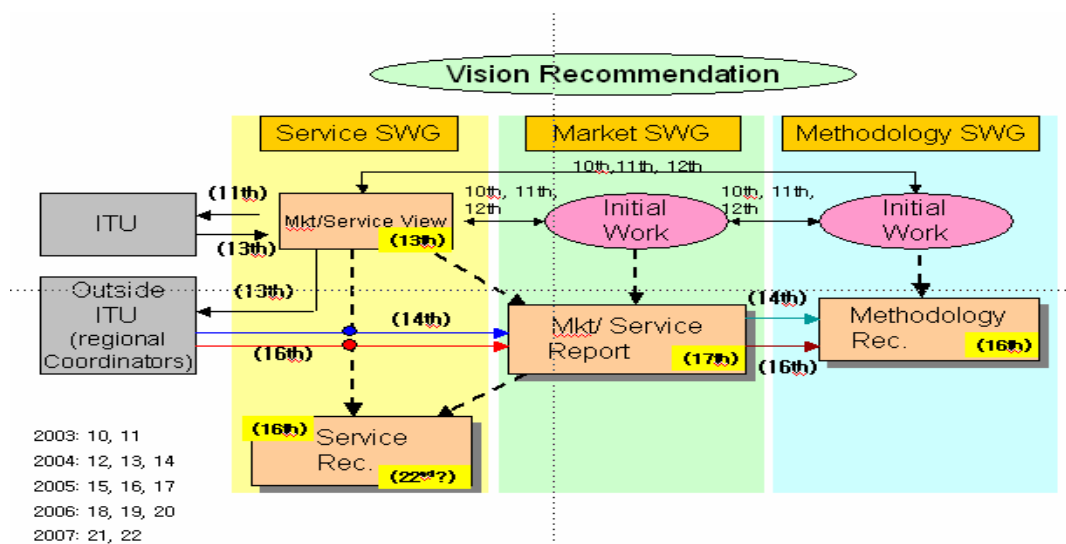 Vision Recommendation
Service SWG
Market SWG
Methodology SWG
10th,11th, 12th
(11th)
10th, 11th,
12th
10th, 11th,
12th
ITU
Mkt/Service View
Initial
Work
Initial
Work
(13th)
(13th)
(13th)
Outside
ITU
(regional
Coordinators)
(14th)
(16th)
Mkt/ Service
Report
(17th)
(14th)
(16th)
Methodology
Rec.
(16th)
(16th)
Service
Rec.
(22nd?)
2003: 10, 11
2004: 12, 13, 14
2005: 15, 16, 17
2006: 18, 19, 20
2007: 21, 22